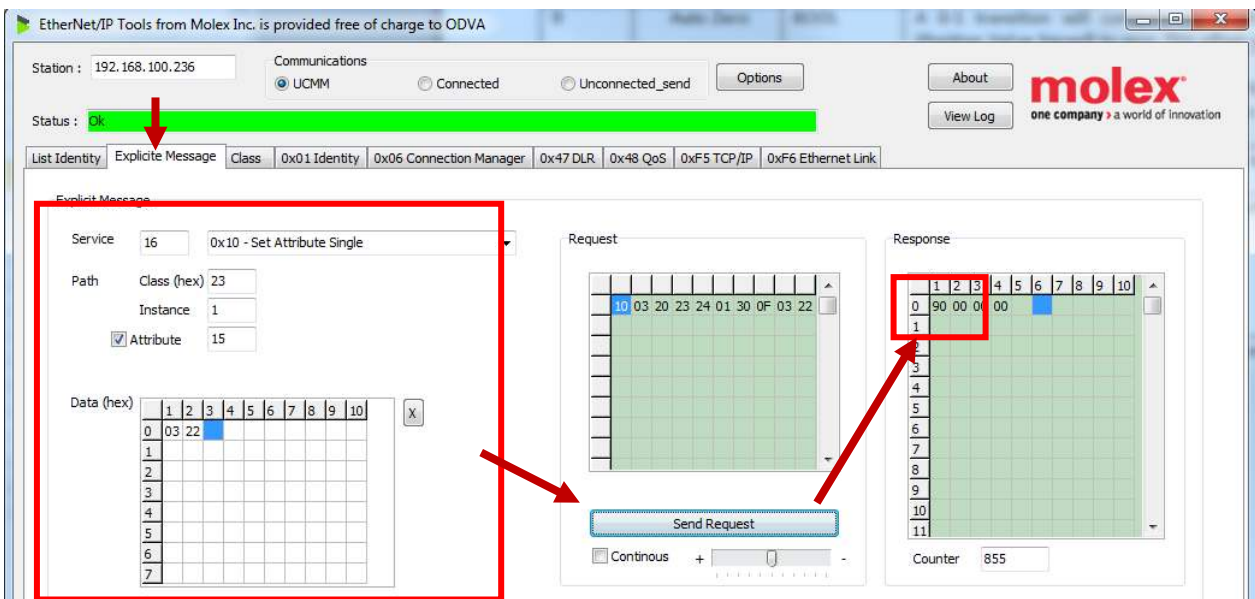 EtherNet/IP Tools from Molex Inc. is provided free of charge to ODVA
Station : 192.168.100.236
Communications
UCMM Connected Unconnected_send
Options
About
View Log
molex
one company > a world of innovation
Status : Ok
List Identity Explicite Message Class 0x01 Identity 0x06 Connection Manager 0x47 DLR 0x48 QoS 0xF5 TCP/IP 0xF6 Ethernet Link
Explicit Message
Service 16 0x10 - Set Attribute Single
Path Class (hex) 23
Instance 1
Attribute 15
Data (hex)
1 2 3 4 5 6 7 8 9 10
0 03 22
1
2
3
4
5
6
7
X
Request
10 03 20 23 24 01 30 0F 03 22
Send Request
Continous + -
Response
1 2 3 4 5 6 7 8 9 10
0 90 00 00 00
1
2
3
4
5
6
7
8
9
10
11
Counter 855